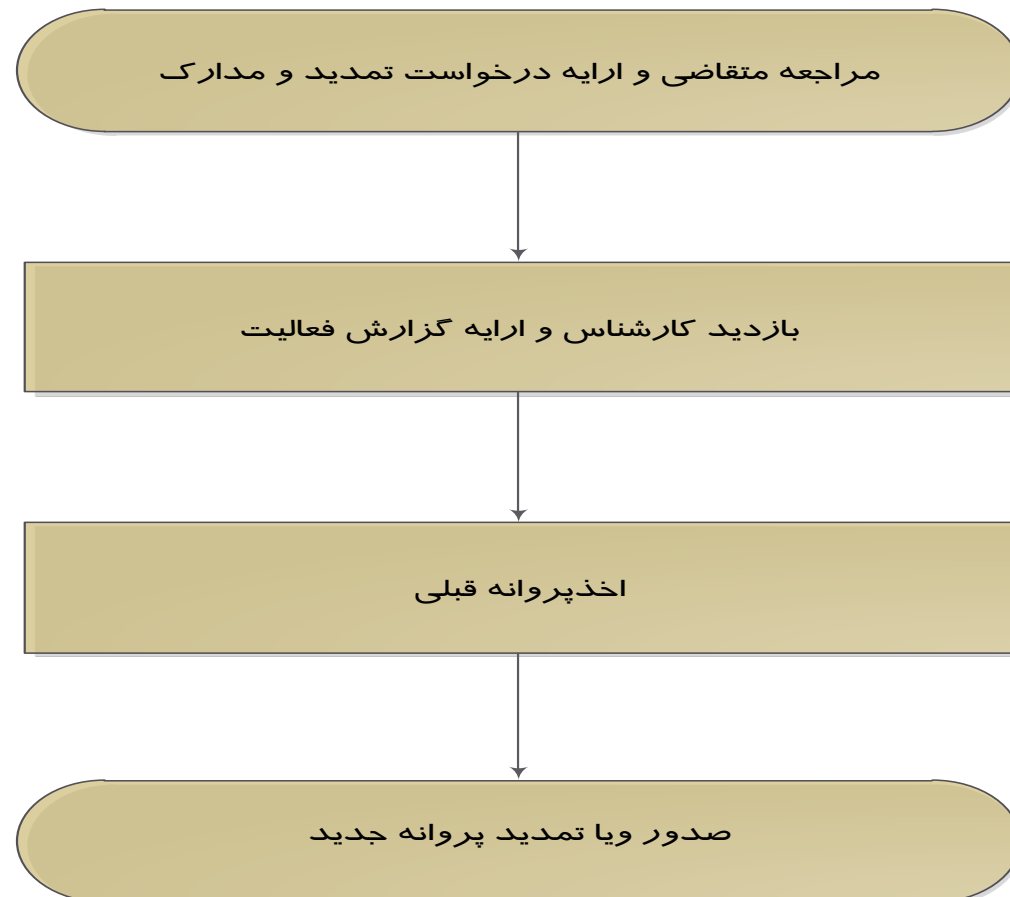 مراجعه متقاضی و ارایه درخواست تمدید و مدارک
بازدید کارشناس و ارایه گزارش فعالیت
اخذپروانه قبلی
صدور ویا تمدید پروانه جدید